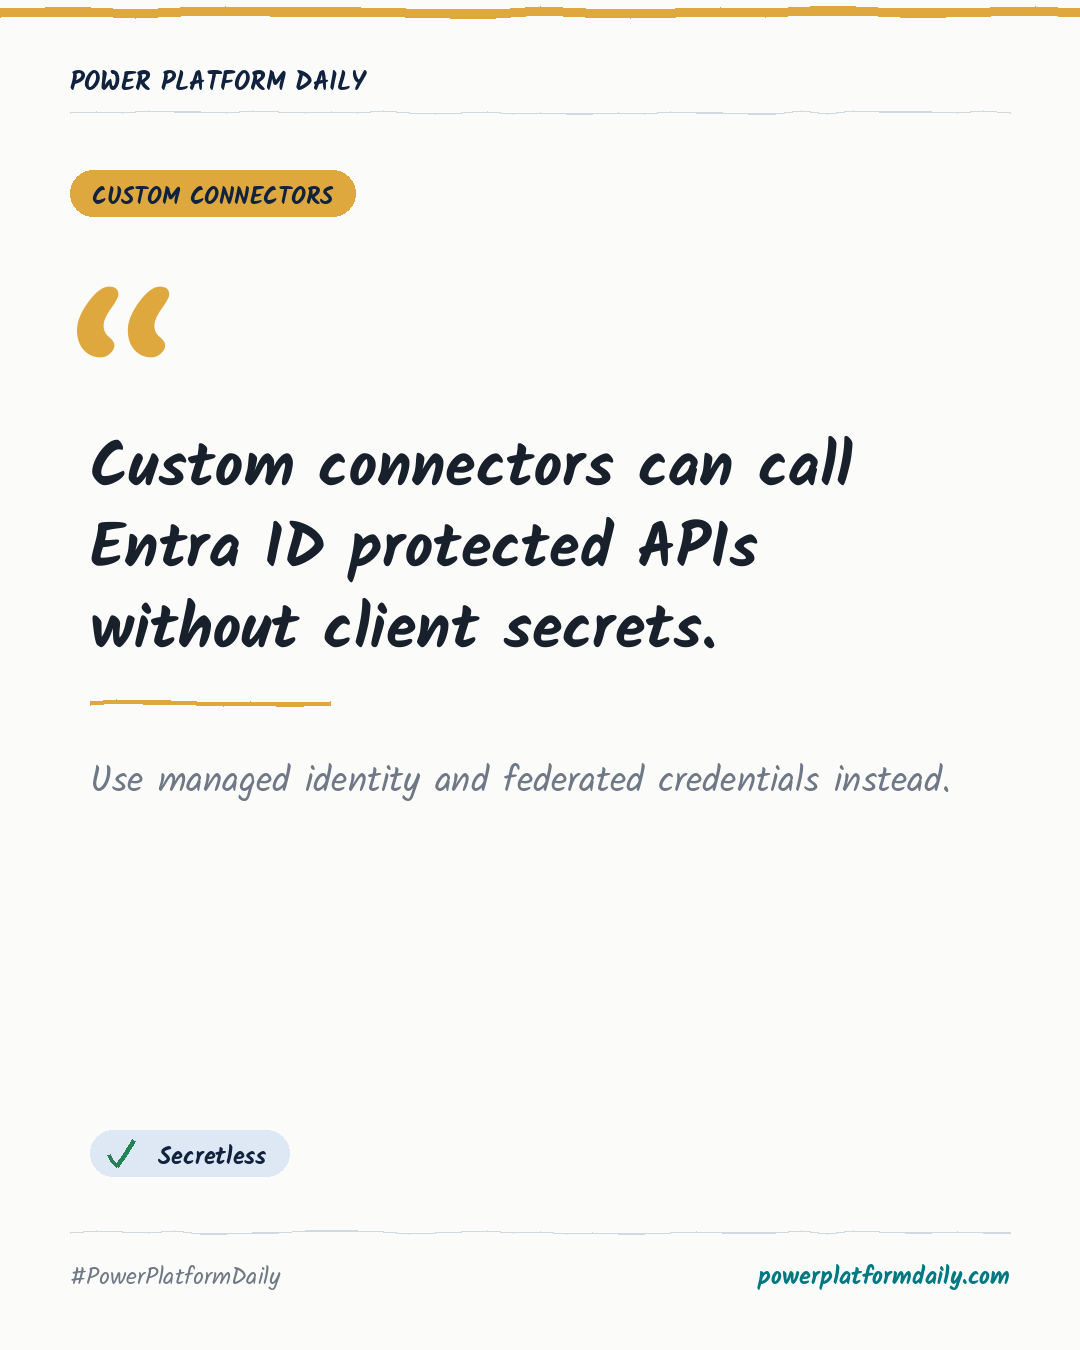 POWER PLATFORM DAILY
CUSTOM CONNECTORS
“
Custom connectors can call
Entra ID protected APIs
without client secrets.
Use managed identity and federated credentials instead.
Secretless
#PowerPlatformDaily
powerplatformdaily.com